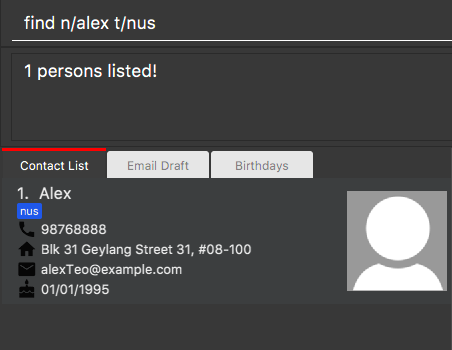 find n/alex t/nus
1 persons listed!
Contact List Email Draft Birthdays
1. Alex
nus
98768888
Blk 31 Geylang Street 31, #08-100
alexTeo@example.com
01/01/1995